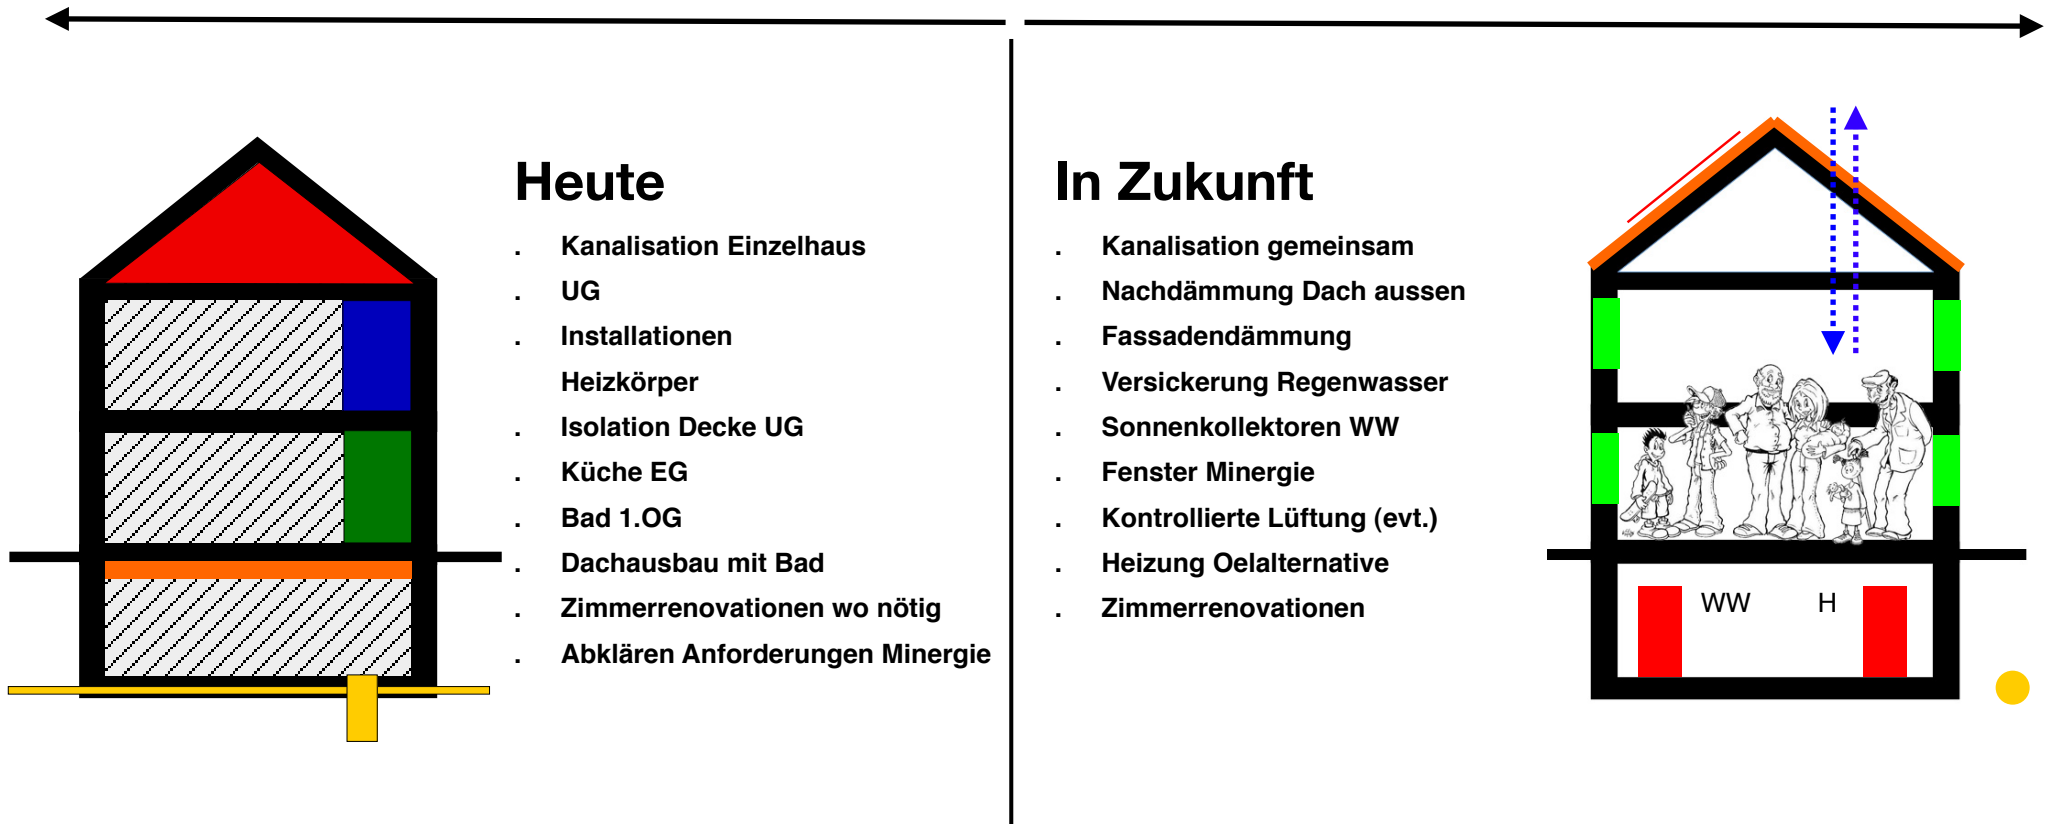 Heute
. Kanalisation Einzelhaus
. UG
. Installationen
Heizkörper
. Isolation Decke UG
. Küche EG
. Bad 1.OG
. Dachausbau mit Bad
. Zimmerrenovationen wo nötig
. Abklären Anforderungen Minergie
In Zukunft
. Kanalisation gemeinsam
. Nachdämmung Dach aussen
. Fassadendämmung
. Versickerung Regenwasser
. Sonnenkollektoren WW
. Fenster Minergie
. Kontrollierte Lüftung (evt.)
. Heizung Oelalternative
. Zimmerrenovationen
WW H